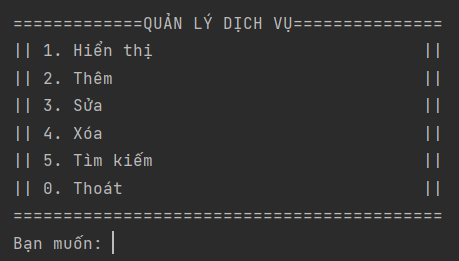 =============QUẢN LÝ DỊCH VỤ===============
|| 1. Hiển thị                           ||
|| 2. Thêm                               ||
|| 3. Sửa                                ||
|| 4. Xóa                                ||
|| 5. Tìm kiếm                           ||
|| 0. Thoát                              ||
===========================================
Bạn muốn: